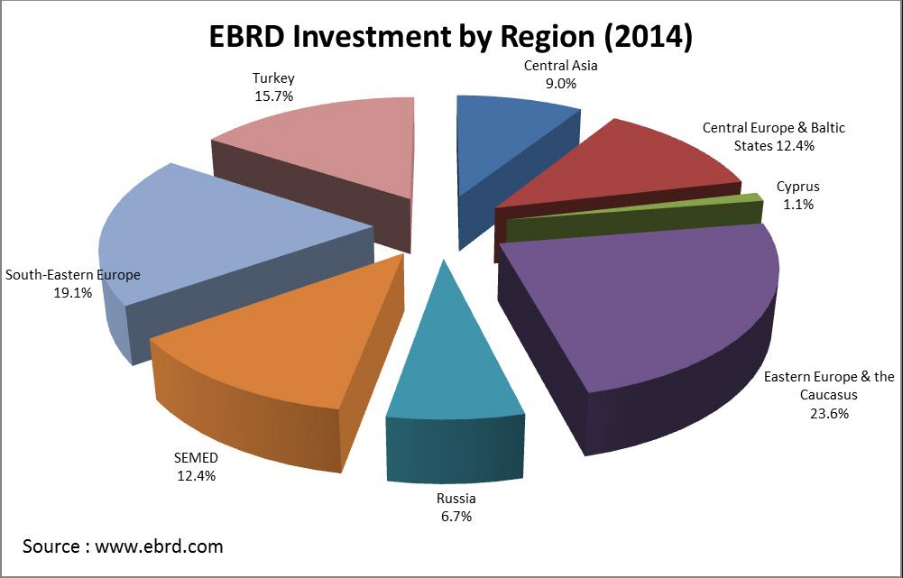 EBRD Investment by Region (2014)
Central Asia
9.0%
Turkey
15.7%
Central Europe & Baltic
States 12.4%
Cyprus
1.1%
South-Eastern Europe
19.1%
Eastern Europe & the
Caucasus
23.6%
SEMED
12.4%
Russia
6.7%
Source : www.ebrd.com